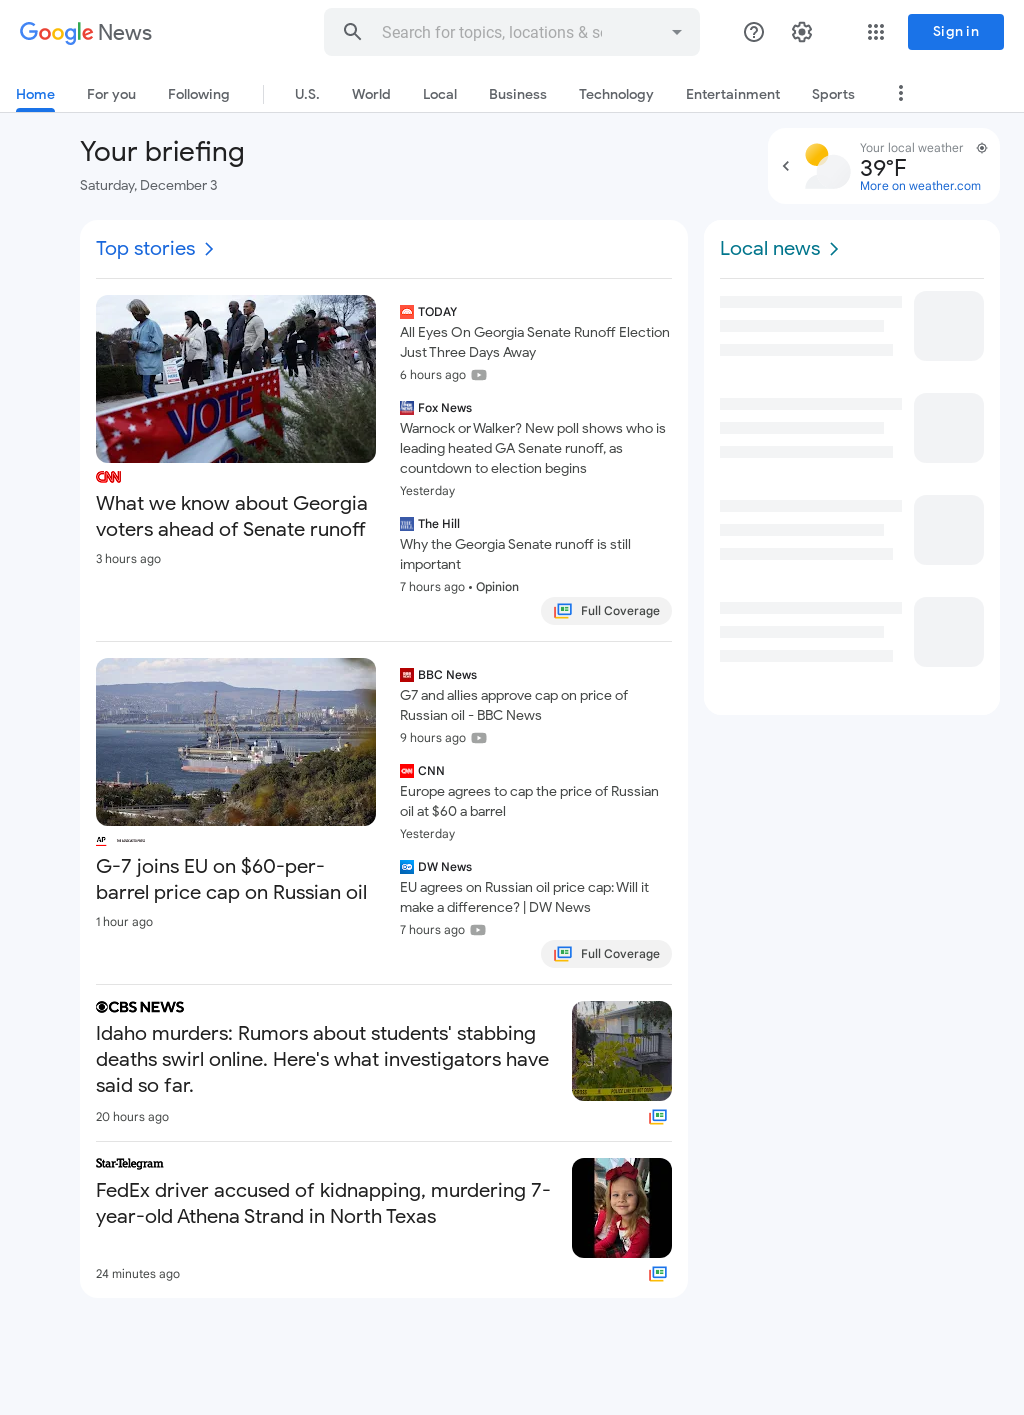 Google News
Search for topics, locations & so
Sign in
Home
For you
Following
U.S.
World
Local
Business
Technology
Entertainment
Sports
Your briefing
Saturday, December 3
Your local weather
39°F
More on weather.com
Top stories
VOTE
CNN
What we know about Georgia
voters ahead of Senate runoff
3 hours ago
TODAY
All Eyes On Georgia Senate Runoff Election
Just Three Days Away
6 hours ago
Fox News
Warnock or Walker? New poll shows who is
leading heated GA Senate runoff, as
countdown to election begins
Yesterday
The Hill
Why the Georgia Senate runoff is still
important
7 hours ago • Opinion
Full Coverage
AP
G-7 joins EU on $60-per-
barrel price cap on Russian oil
1 hour ago
BBC News
G7 and allies approve cap on price of
Russian oil - BBC News
9 hours ago
CNN
Europe agrees to cap the price of Russian
oil at $60 a barrel
Yesterday
DW News
EU agrees on Russian oil price cap: Will it
make a difference? | DW News
7 hours ago
Full Coverage
CBS NEWS
Idaho murders: Rumors about students' stabbing
deaths swirl online. Here's what investigators have
said so far.
20 hours ago
POLICE LINE DO NOT CROSS
Star-Telegram
FedEx driver accused of kidnapping, murdering 7-
year-old Athena Strand in North Texas
24 minutes ago
Local news